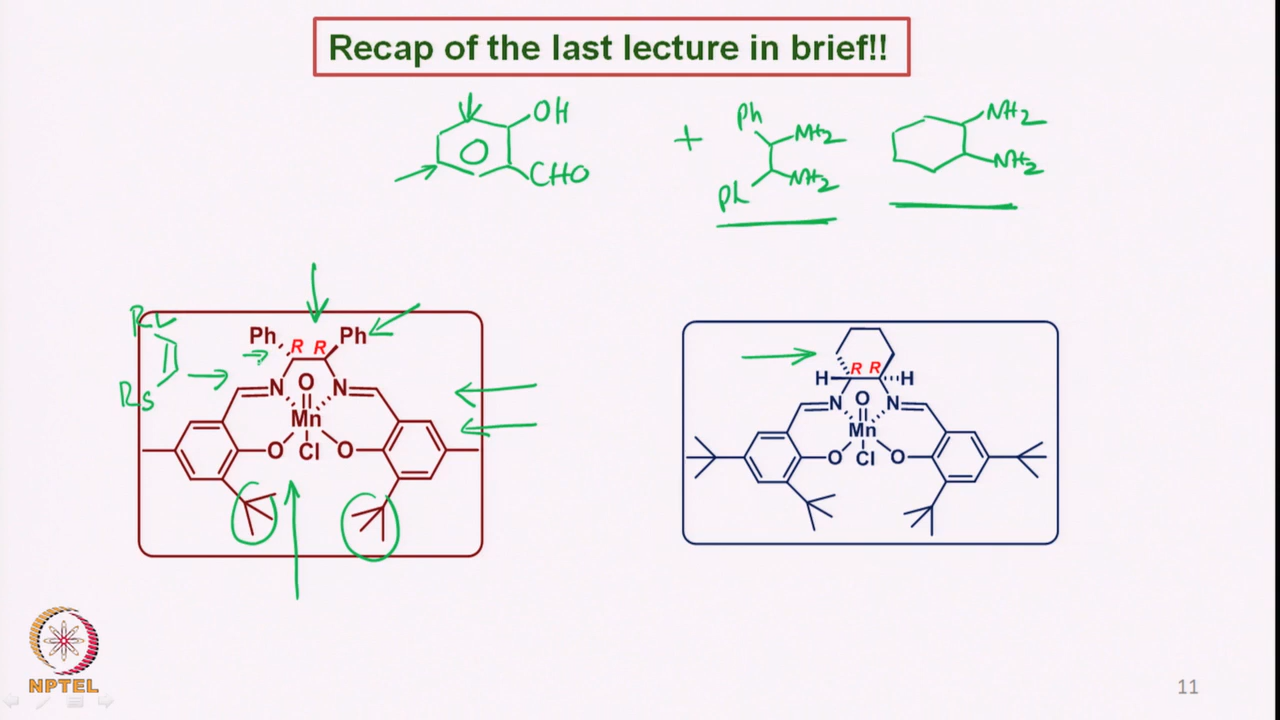 Recap of the last lecture in brief!!
OH
CHO
+
Ph
NH2
Ph
NH2
NH2
NH2
RL
RS
Ph
R
R
Ph
N
O
N
Mn
O
Cl
O
R
R
H
H
N
O
N
Mn
O
Cl
O
NPTEL
11